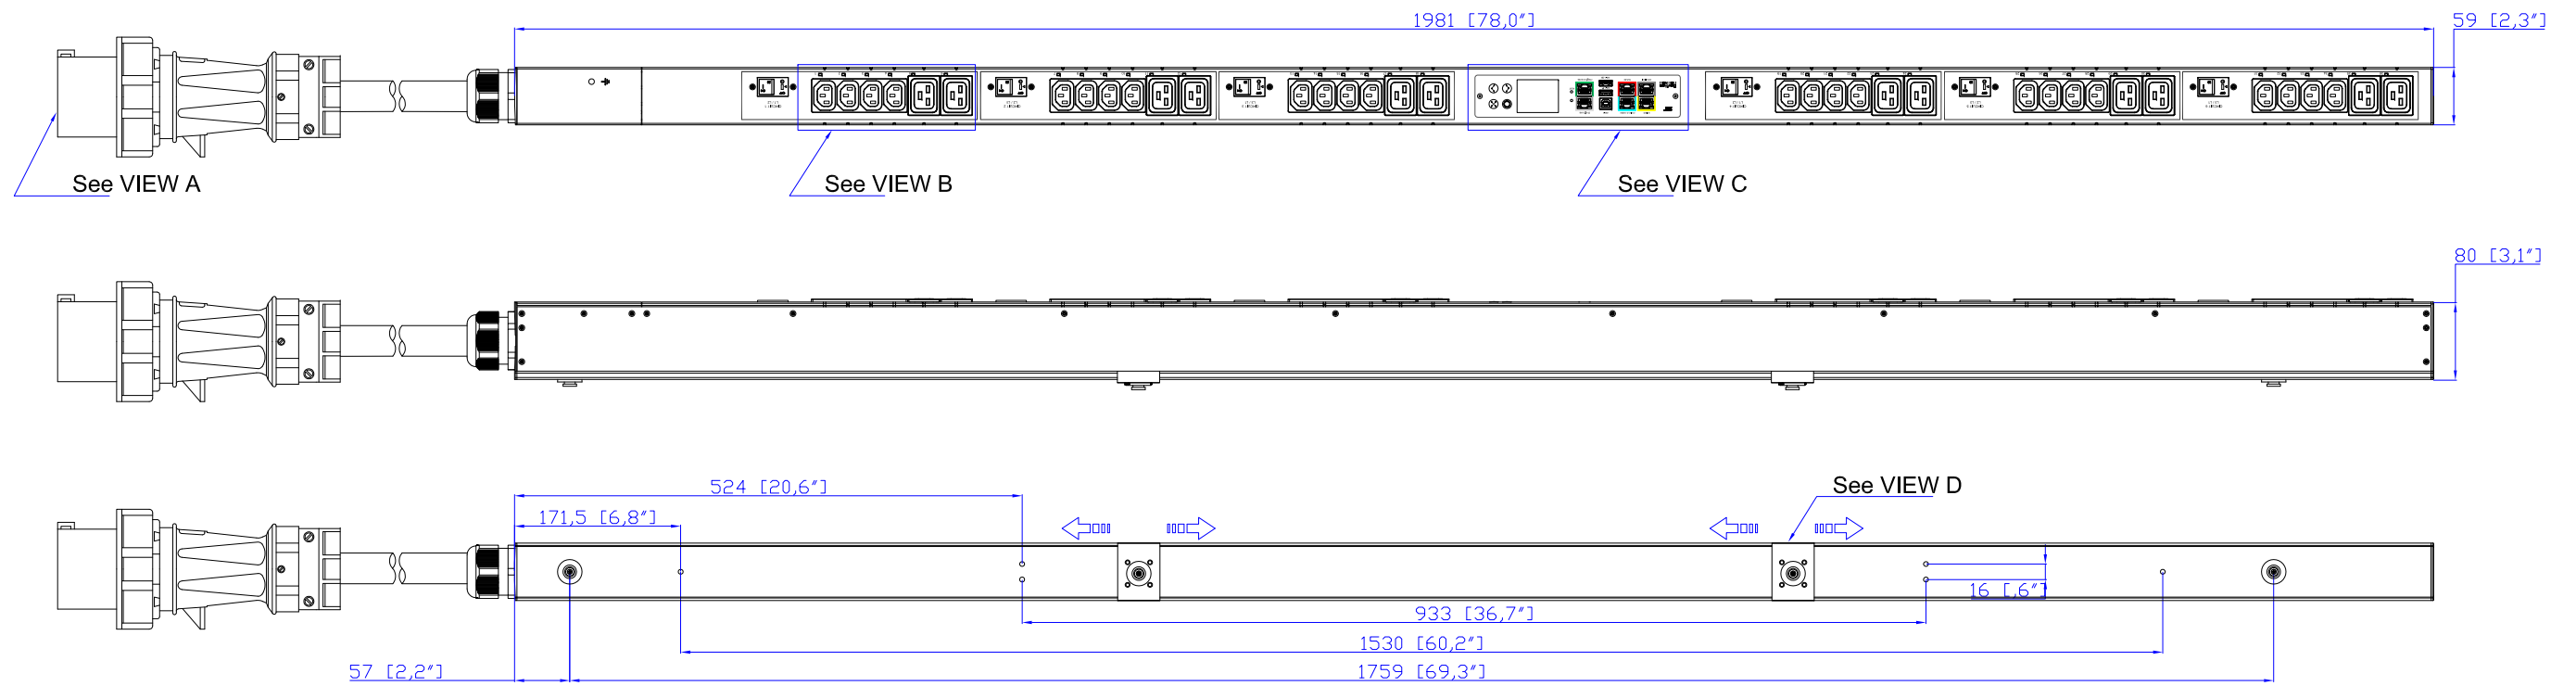 1981 [78,0"]
59 [2,3"]
See VIEW A
See VIEW B
See VIEW C
80 [3,1"]
524 [20,6"]
See VIEW D
171,5 [6,8"]
16 [,6"]
933 [36,7"]
1530 [60,2"]
57 [2,2"]
1759 [69,3"]